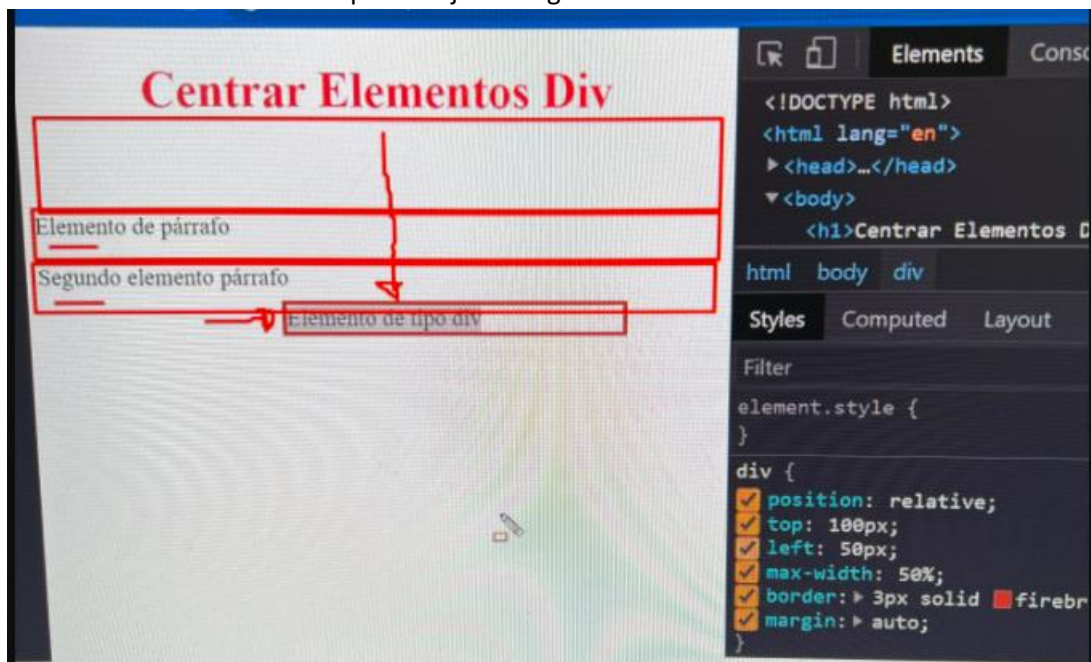 Centrar Elementos Div
Elemento de párrafo
Segundo elemento párrafo
Elemento de tipo div
Elements
<!DOCTYPE html>
<html lang="en">
<head>…</head>
<body>
<h1>Centrar Elementos
html body div
Styles Computed Layout
Filter
element.style {
}
div {
position: relative;
top: 100px;
left: 50px;
max-width: 50%;
border: 3px solid
margin: auto;
}